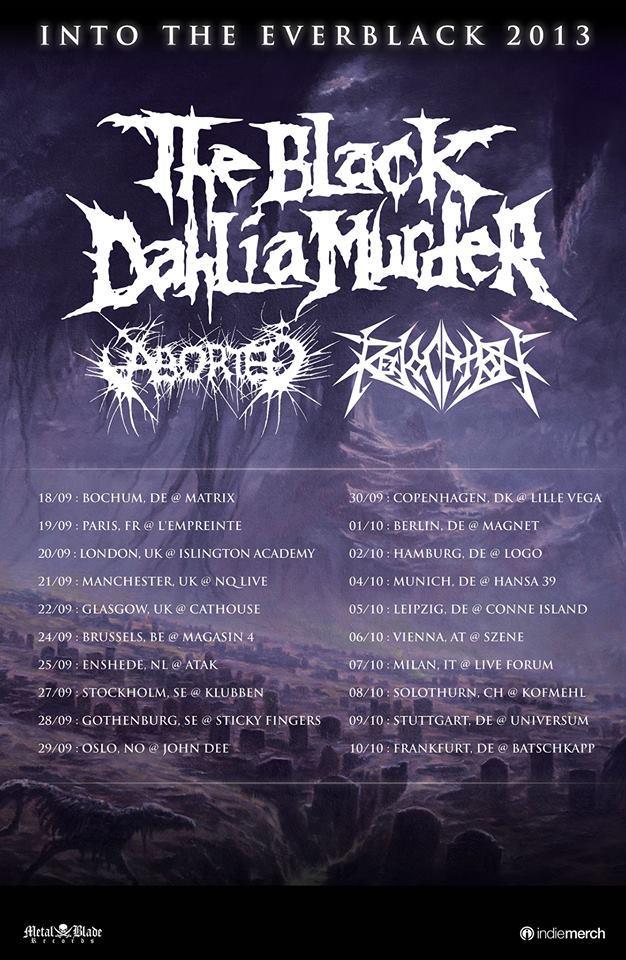 INTO THE EVERBLACK 2013
The Black
Dahlia Murder
ABORTED
REVOCATION
18/09 : BOCHUM, DE @ MATRIX
19/09 : PARIS, FR @ L'EMPREINTE
20/09 : LONDON, UK @ ISLINGTON ACADEMY
21/09 : MANCHESTER, UK @ NQ LIVE
22/09 : GLASGOW, UK @ CATHOUSE
24/09 : BRUSSELS, BE @ MAGASIN 4
25/09 : ENSHEDE, NL @ ATAK
27/09 : STOCKHOLM, SE @ KLUBBEN
28/09 : GOTHENBURG, SE @ STICKY FINGERS
29/09 : OSLO, NO @ JOHN DEE
30/09 : COPENHAGEN, DK @ LILLE VEGA
01/10 : BERLIN, DE @ MAGNET
02/10 : HAMBURG, DE @ LOGO
04/10 : MUNICH, DE @ HANSA 39
05/10 : LEIPZIG, DE @ CONNE ISLAND
06/10 : VIENNA, AT @ SZENE
07/10 : MILAN, IT @ LIVE FORUM
08/10 : SOLOTHURN, CH @ KOFMEHL
09/10 : STUTTGART, DE @ UNIVERSUM
10/10 : FRANKFURT, DE @ BATSCHKAPP
Metal Blade
Records
indiemerch